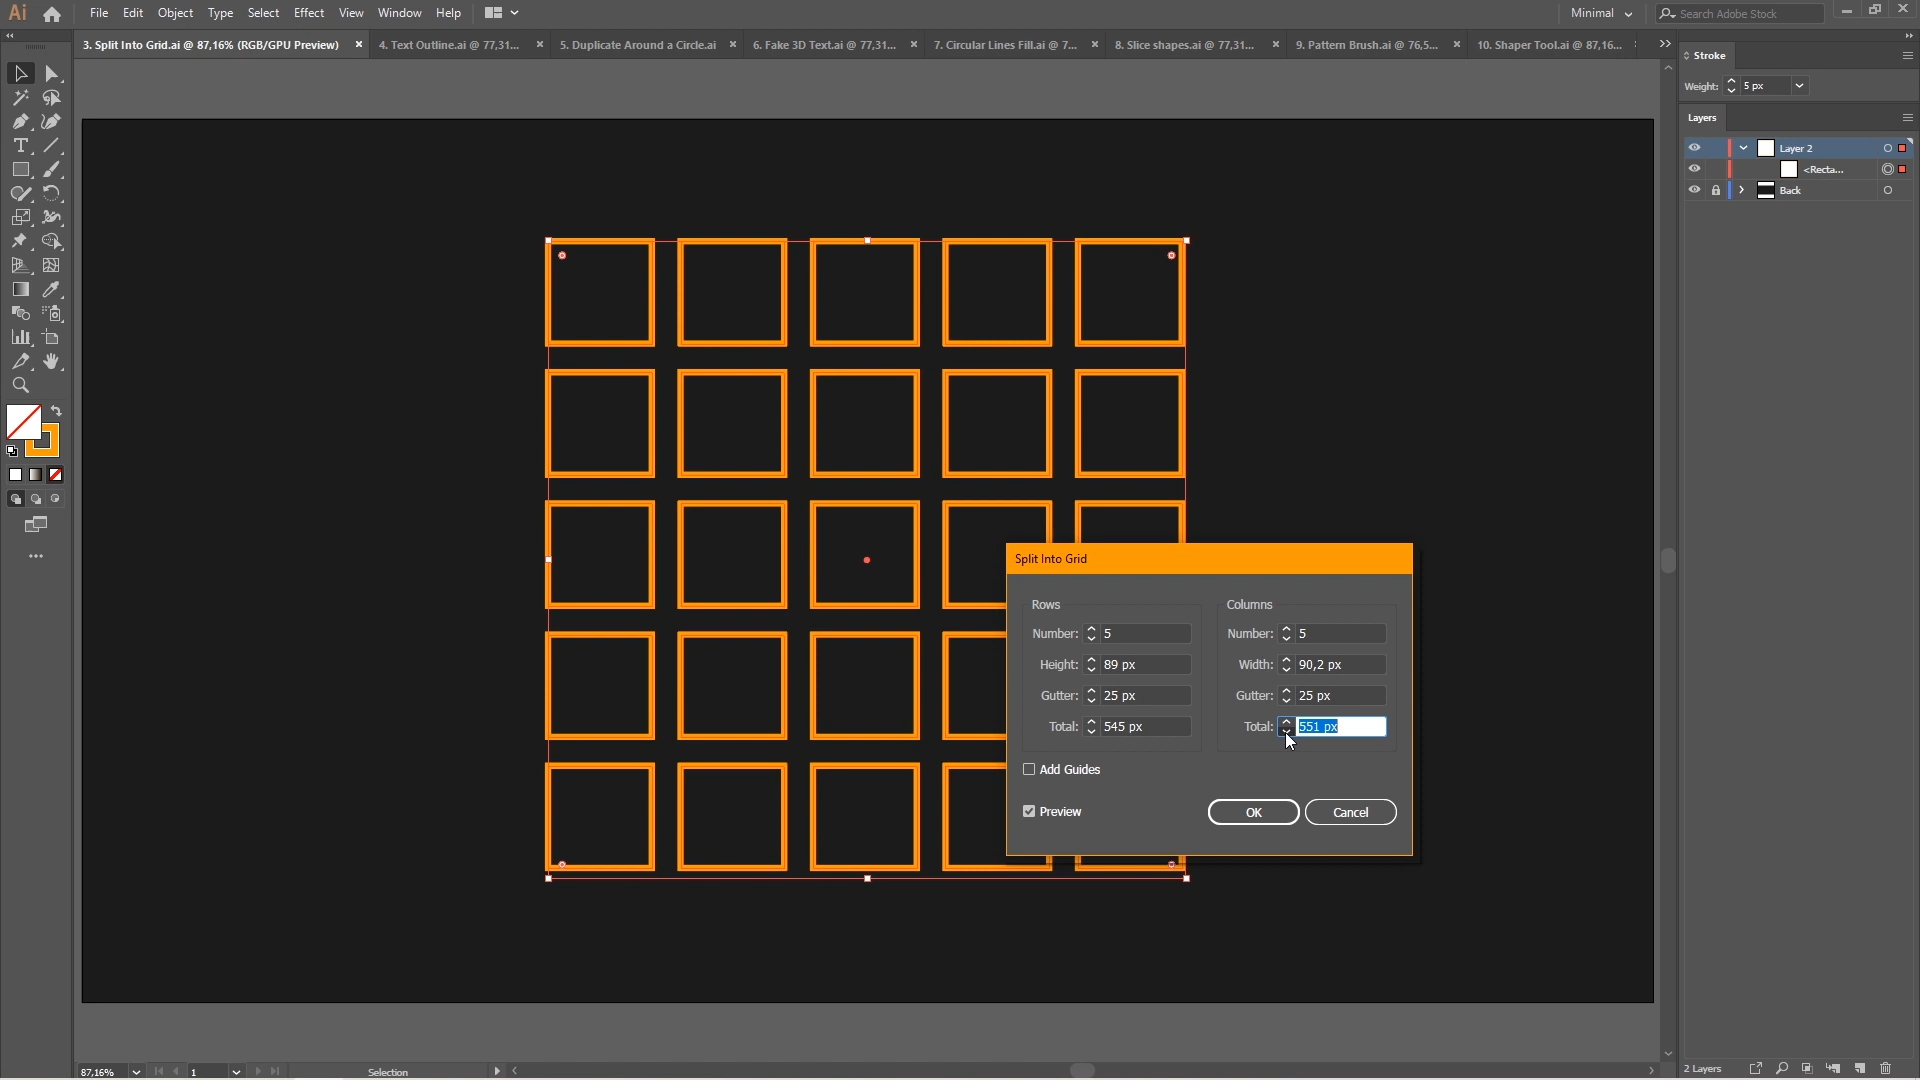 Ai File Edit Object Type Select Effect View Window Help Minimal Search Adobe Stock
3. Split Into Grid.ai @ 87,16% (RGB/GPU Preview) × 4. Text Outline.ai @ 77,31... × 5. Duplicate Around a Circle.ai × 6. Fake 3D Text.ai @ 77,31... × 7. Circular Lines Fill.ai @ 7... × 8. Slice shapes.ai @ 77,31... × 9. Pattern Brush.ai @ 76,5... × 10. Shaper Tool.ai @ 87,16...
Stroke
Weight: 5 px
Layers
Layer 2
<Recta...
Back
Split Into Grid
Rows Columns
Number: 5 Number: 5
Height: 89 px Width: 90,2 px
Gutter: 25 px Gutter: 25 px
Total: 545 px Total: 551 px
Add Guides
Preview OK Cancel
87,16% 1 Selection 2 Layers